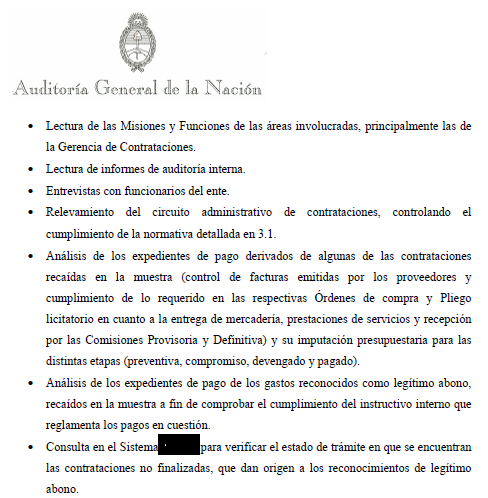 Auditoría General de la Nación
• Lectura de las Misiones y Funciones de las áreas involucradas, principalmente las de
la Gerencia de Contrataciones.
• Lectura de informes de auditoría interna.
• Entrevistas con funcionarios del ente.
• Relevamiento del circuito administrativo de contrataciones, controlando el
cumplimiento de la normativa detallada en 3.1.
• Análisis de los expedientes de pago derivados de algunas de las contrataciones
recaídas en la muestra (control de facturas emitidas por los proveedores y
cumplimiento de lo requerido en las respectivas Órdenes de compra y Pliego
licitatorio en cuanto a la entrega de mercadería, prestaciones de servicios y recepción
por las Comisiones Provisoria y Definitiva) y su imputación presupuestaria para las
distintas etapas (preventiva, compromiso, devengado y pagado).
• Análisis de los expedientes de pago de los gastos reconocidos como legítimo abono,
recaídos en la muestra a fin de comprobar el cumplimiento del instructivo interno que
reglamenta los pagos en cuestión.
• Consulta en el Sistema para verificar el estado de trámite en que se encuentran
las contrataciones no finalizadas, que dan origen a los reconocimientos de legítimo
abono.